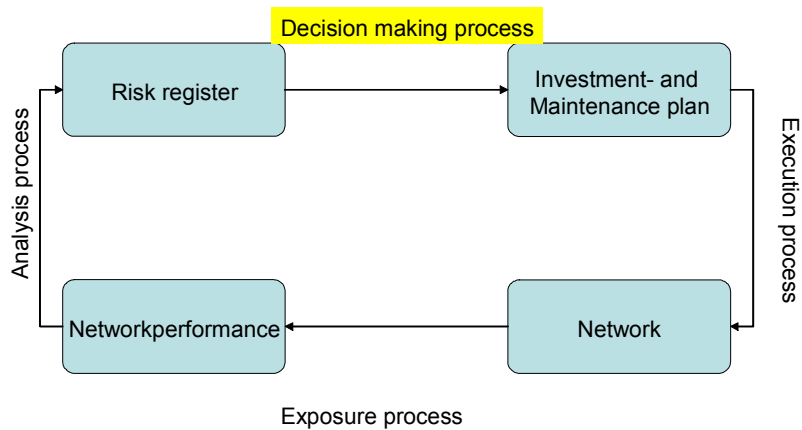 Decision making process
Risk register
Investment- and
Maintenance plan
Analysis process
Execution process
Networkperformance
Network
Exposure process